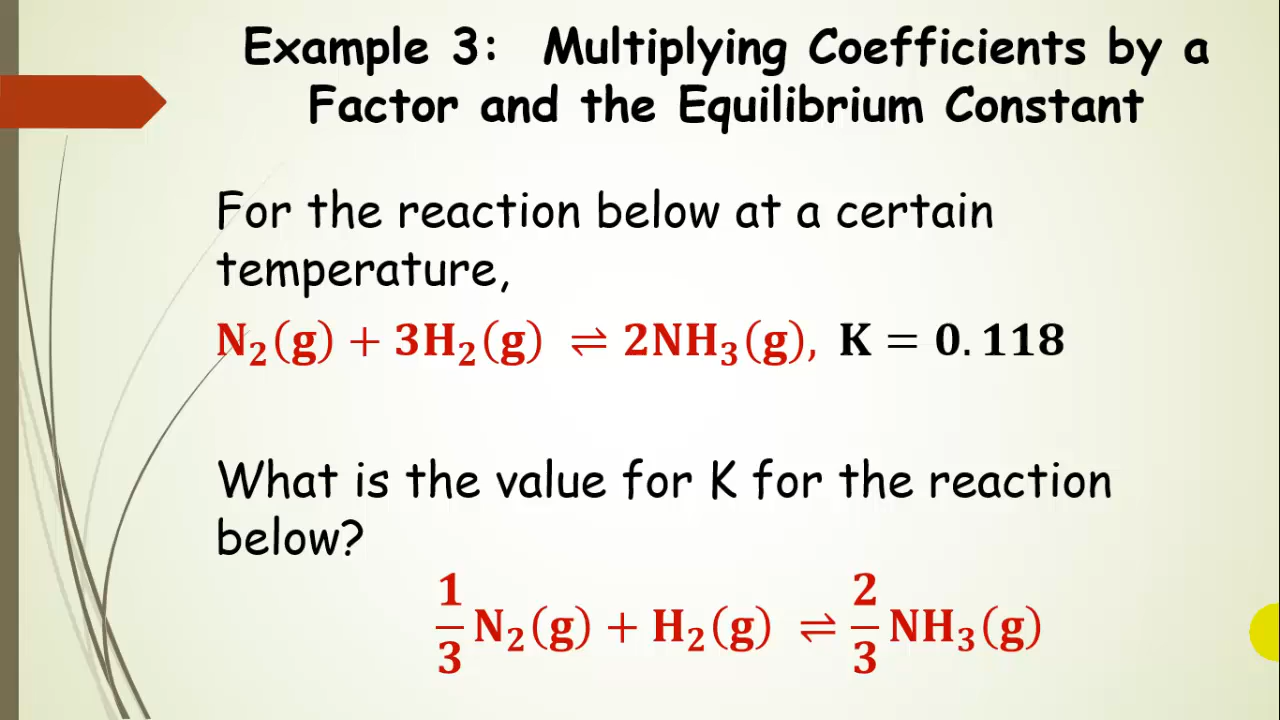 Example 3: Multiplying Coefficients by a
Factor and the Equilibrium Constant
For the reaction below at a certain
temperature,
N₂(g) + 3H₂(g) ⇌ 2NH₃(g), K = 0.118
What is the value for K for the reaction
below?
1/3 N₂(g) + H₂(g) ⇌ 2/3 NH₃(g)